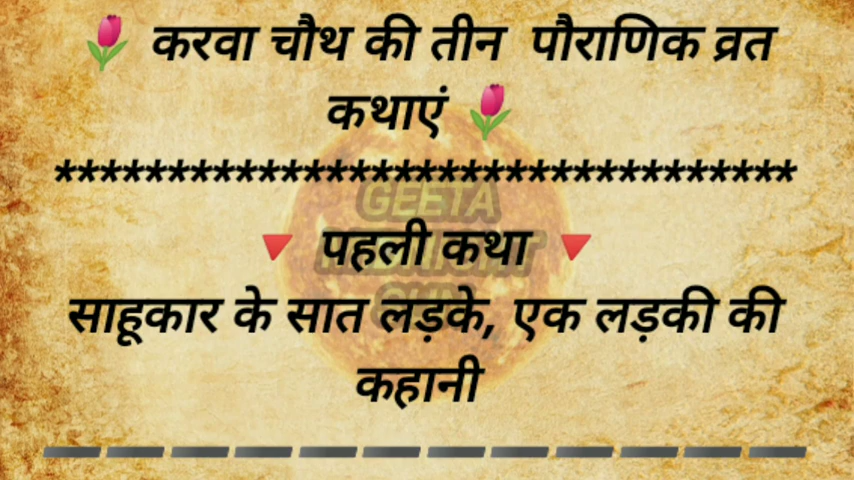 🌷 करवा चौथ की तीन पौराणिक व्रत
कथाएं 🌷
*********************************
🔻 पहली कथा 🔻
साहूकार के सात लड़के, एक लड़की की
कहानी
GEETA